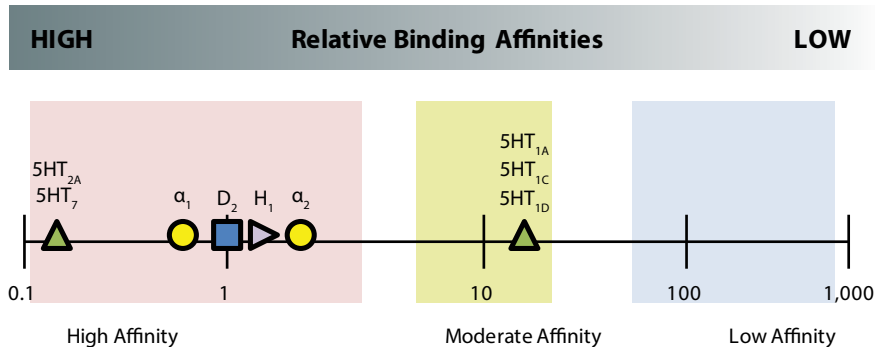 HIGH Relative Binding Affinities LOW
5HT2A
5HT7
α1 D2 H1 α2
5HT1A
5HT1C
5HT1D
0.1 1 10 100 1,000
High Affinity Moderate Affinity Low Affinity